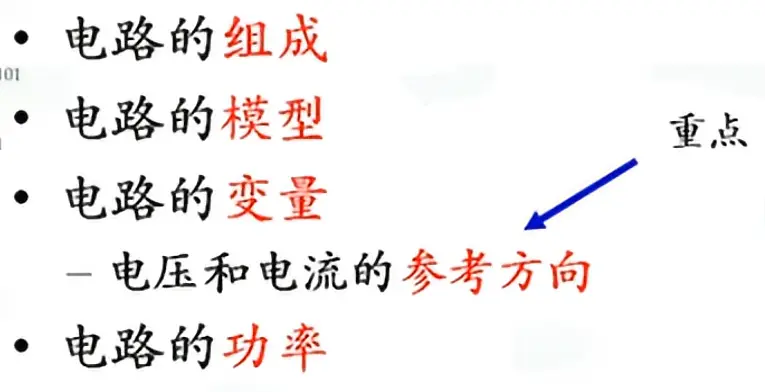 • 电路的组成
101
• 电路的模型
重点
• 电路的变量
– 电压和电流的参考方向
• 电路的功率